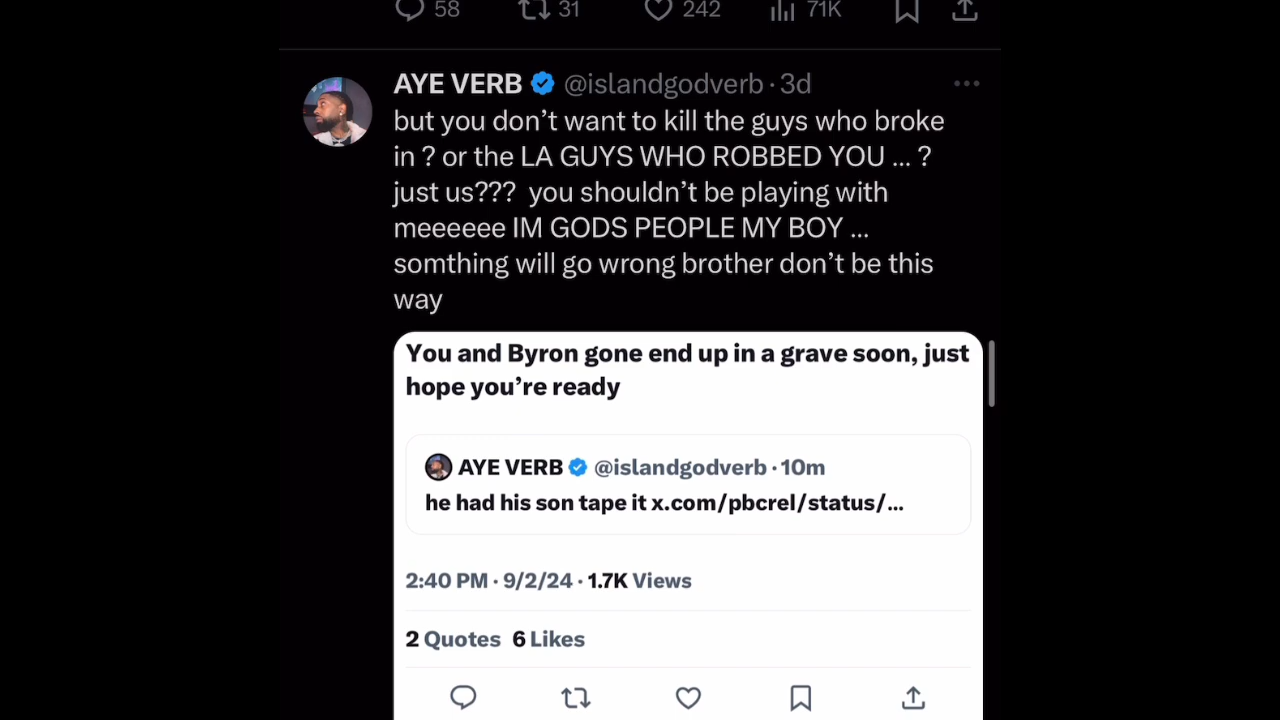 58 31 242 71K
AYE VERB @islandgodverb · 3d
but you don’t want to kill the guys who broke
in ? or the LA GUYS WHO ROBBED YOU ... ?
just us???  you shouldn’t be playing with
meeeeee IM GODS PEOPLE MY BOY ...
somthing will go wrong brother don’t be this
way
You and Byron gone end up in a grave soon, just
hope you’re ready
AYE VERB @islandgodverb · 10m
he had his son tape it x.com/pbcrel/status/...
2:40 PM · 9/2/24 · 1.7K Views
2 Quotes 6 Likes